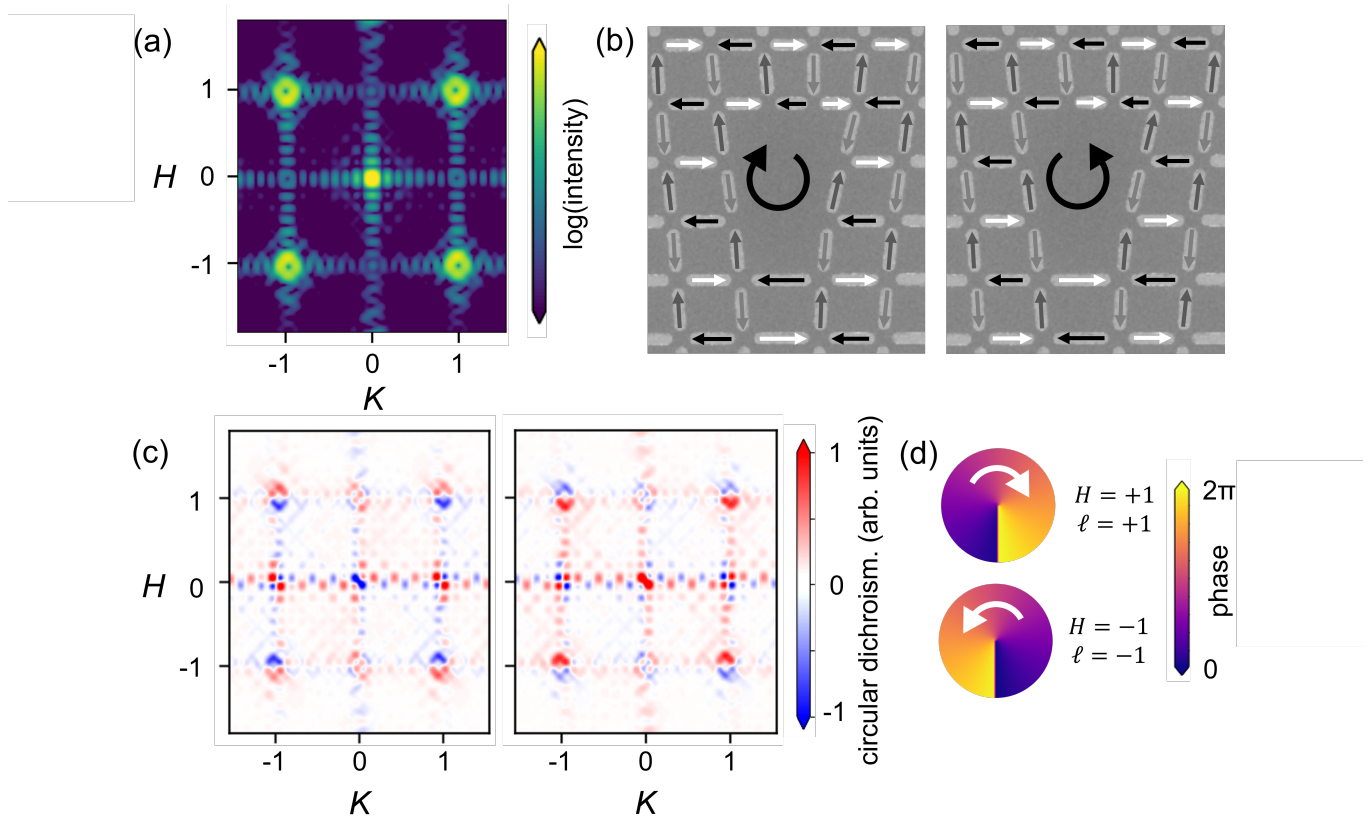 (a)
1
0
-1
H
-1 0 1
K
log(intensity)
(b)
(c)
1
0
-1
H
-1 0 1
K
-1 0 1
K
1
0
-1
circular dichroism. (arb. units)
(d)
H = +1
ℓ = +1
H = −1
ℓ = −1
2π
0
phase